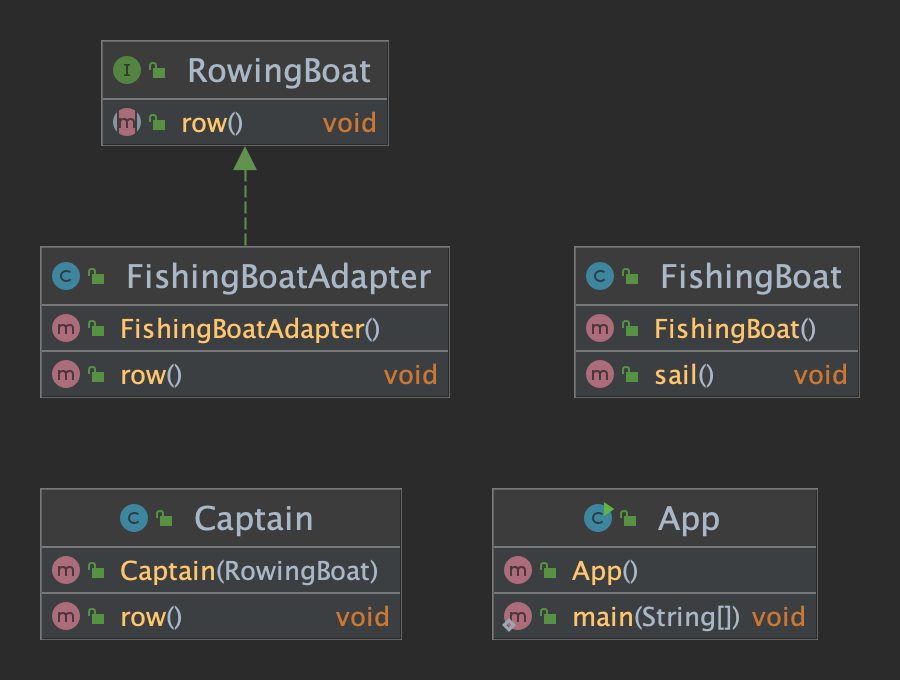 RowingBoat
row() void
FishingBoatAdapter
FishingBoatAdapter()
row() void
FishingBoat
FishingBoat()
sail() void
Captain
Captain(RowingBoat)
row() void
App
App()
main(String[]) void